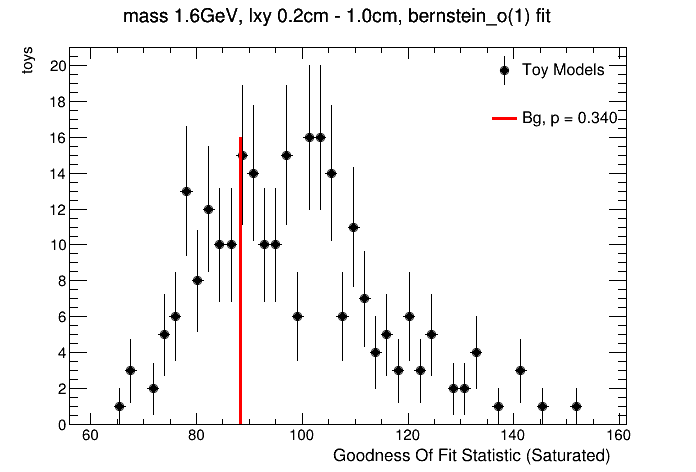 mass 1.6GeV, lxy 0.2cm - 1.0cm, bernstein_o(1) fit
toys
20
18
16
14
12
10
8
6
4
2
0
Toy Models
Bg, p = 0.340
60 80 100 120 140 160
Goodness Of Fit Statistic (Saturated)